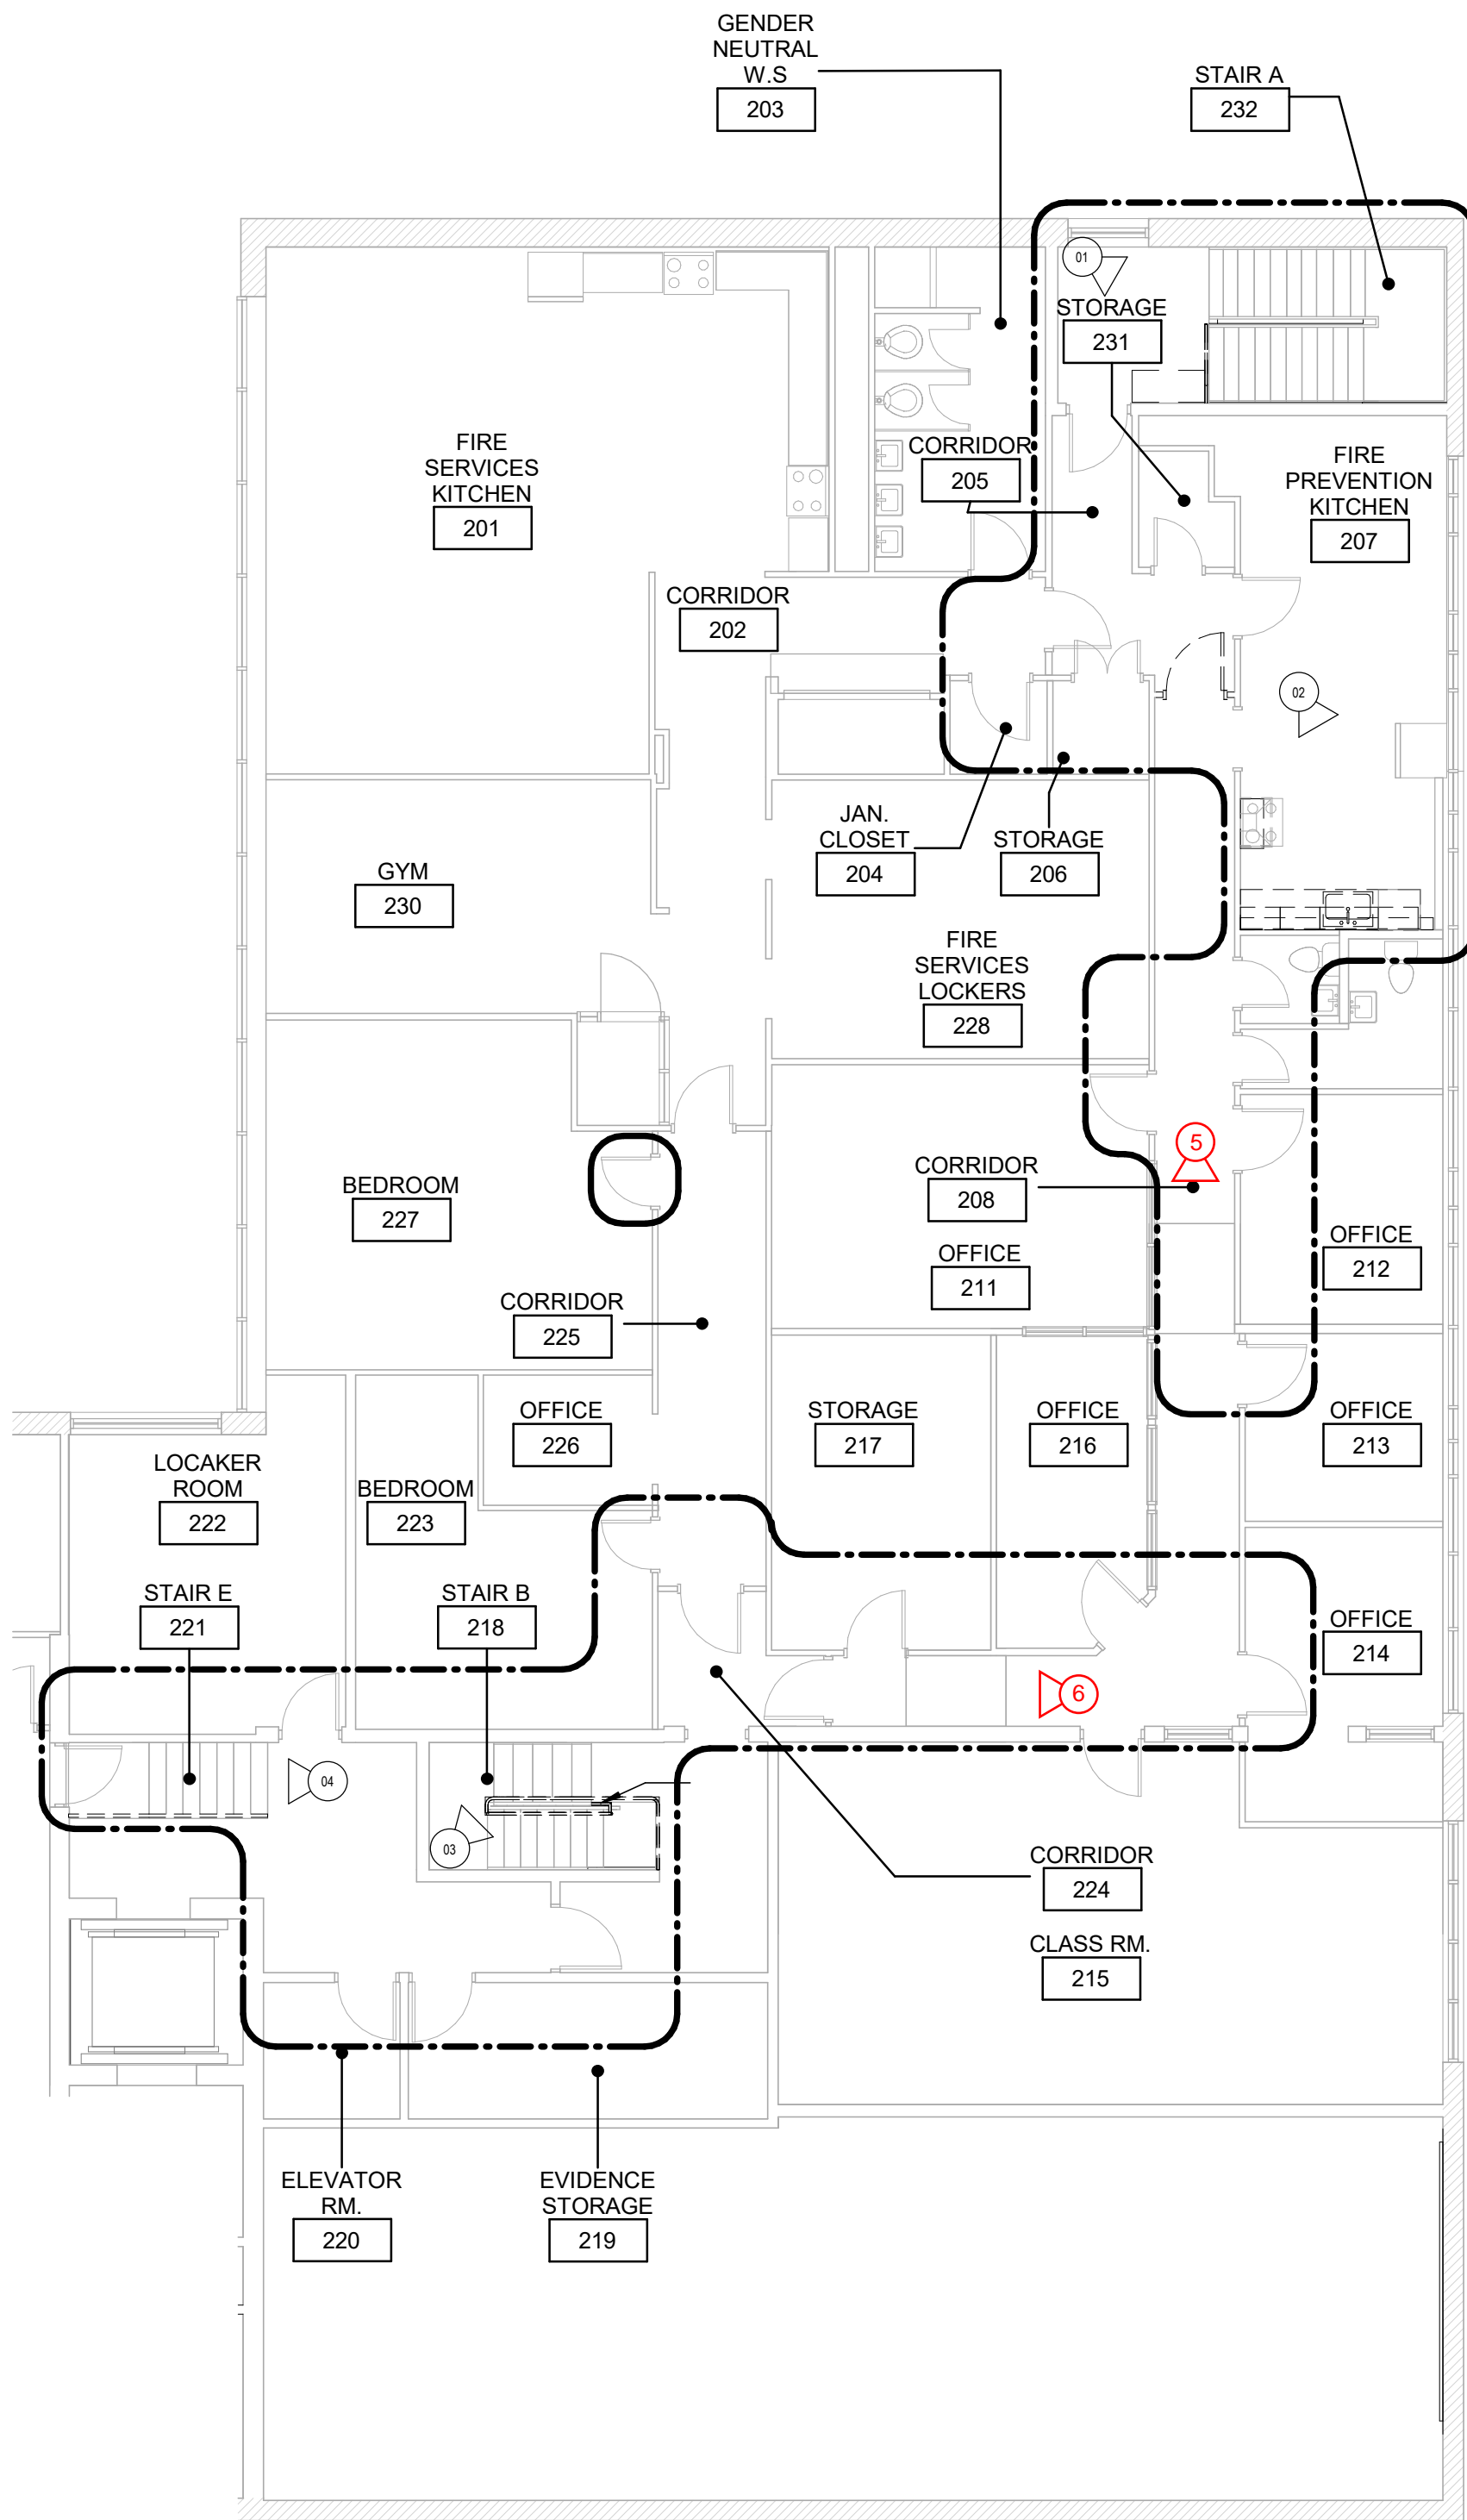 GENDER
NEUTRAL
W.S
203
STAIR A
232
01
STORAGE
231
FIRE
SERVICES
KITCHEN
201
CORRIDOR
205
FIRE
PREVENTION
KITCHEN
207
CORRIDOR
202
02
JAN.
CLOSET
204
STORAGE
206
GYM
230
FIRE
SERVICES
LOCKERS
228
5
CORRIDOR
208
BEDROOM
227
OFFICE
212
OFFICE
211
CORRIDOR
225
OFFICE
226
STORAGE
217
OFFICE
216
OFFICE
213
LOCAKER
ROOM
222
BEDROOM
223
STAIR E
221
STAIR B
218
OFFICE
214
6
04
03
CORRIDOR
224
CLASS RM.
215
ELEVATOR
RM.
220
EVIDENCE
STORAGE
219